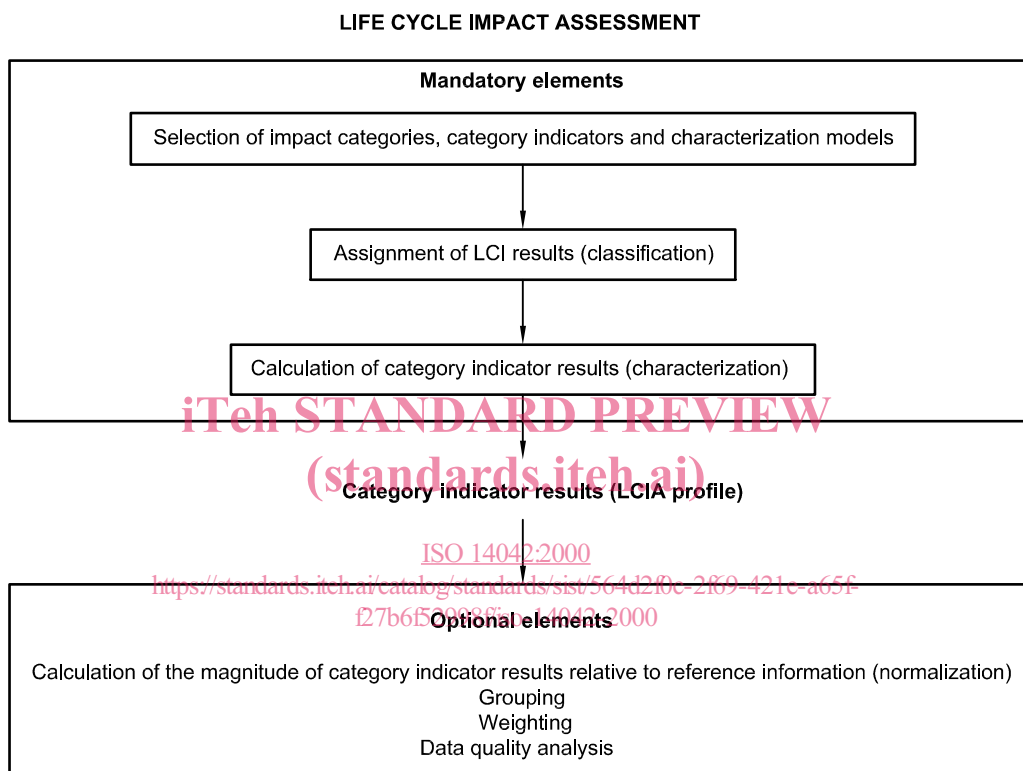 LIFE CYCLE IMPACT ASSESSMENT
Mandatory elements
Selection of impact categories, category indicators and characterization models
Assignment of LCI results (classification)
Calculation of category indicator results (characterization)
iTeh STANDARD PREVIEW
(standards.iteh.ai)
Category indicator results (LCIA profile)
ISO 14042:2000
https://standards.iteh.ai/catalog/standards/sist/564d2f0c-2f69-421c-a65f-
Optional elements
Calculation of the magnitude of category indicator results relative to reference information (normalization)
Grouping
Weighting
Data quality analysis